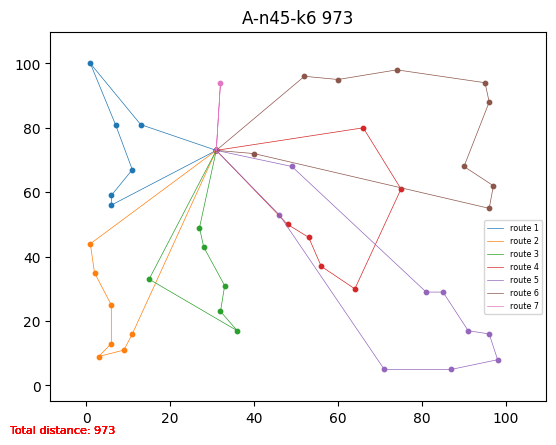 A-n45-k6 973
100
80
60
40
20
0
0 20 40 60 80 100
route 1
route 2
route 3
route 4
route 5
route 6
route 7
Total distance: 973